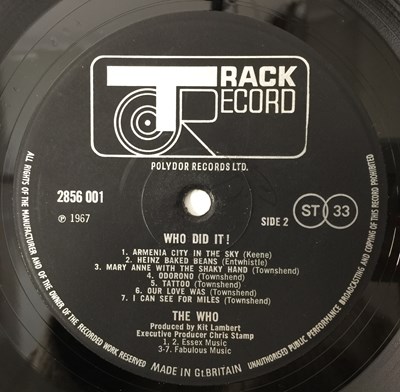 TRACK
RECORD
POLYDOR RECORDS LTD.
2856 001
℗ 1967
WHO DID IT!
SIDE 2
ST 33
1. ARMENIA CITY IN THE SKY (Keene)
2. HEINZ BAKED BEANS (Entwhistle)
3. MARY ANNE WITH THE SHAKY HAND (Townshend)
4. ODORONO (Townshend)
5. TATTOO (Townshend)
6. OUR LOVE WAS (Townshend)
7. I CAN SEE FOR MILES (Townshend)
THE WHO
Produced by Kit Lambert
Executive Producer Chris Stamp
1, 2. Essex Music
3-7. Fabulous Music
ALL RIGHTS OF THE MANUFACTURER AND OF THE OWNER OF THE RECORDED WORK RESERVED
UNAUTHORISED PUBLIC PERFORMANCE BROADCASTING AND COPYING OF THIS RECORD PROHIBITED
MADE IN Gt. BRITAIN